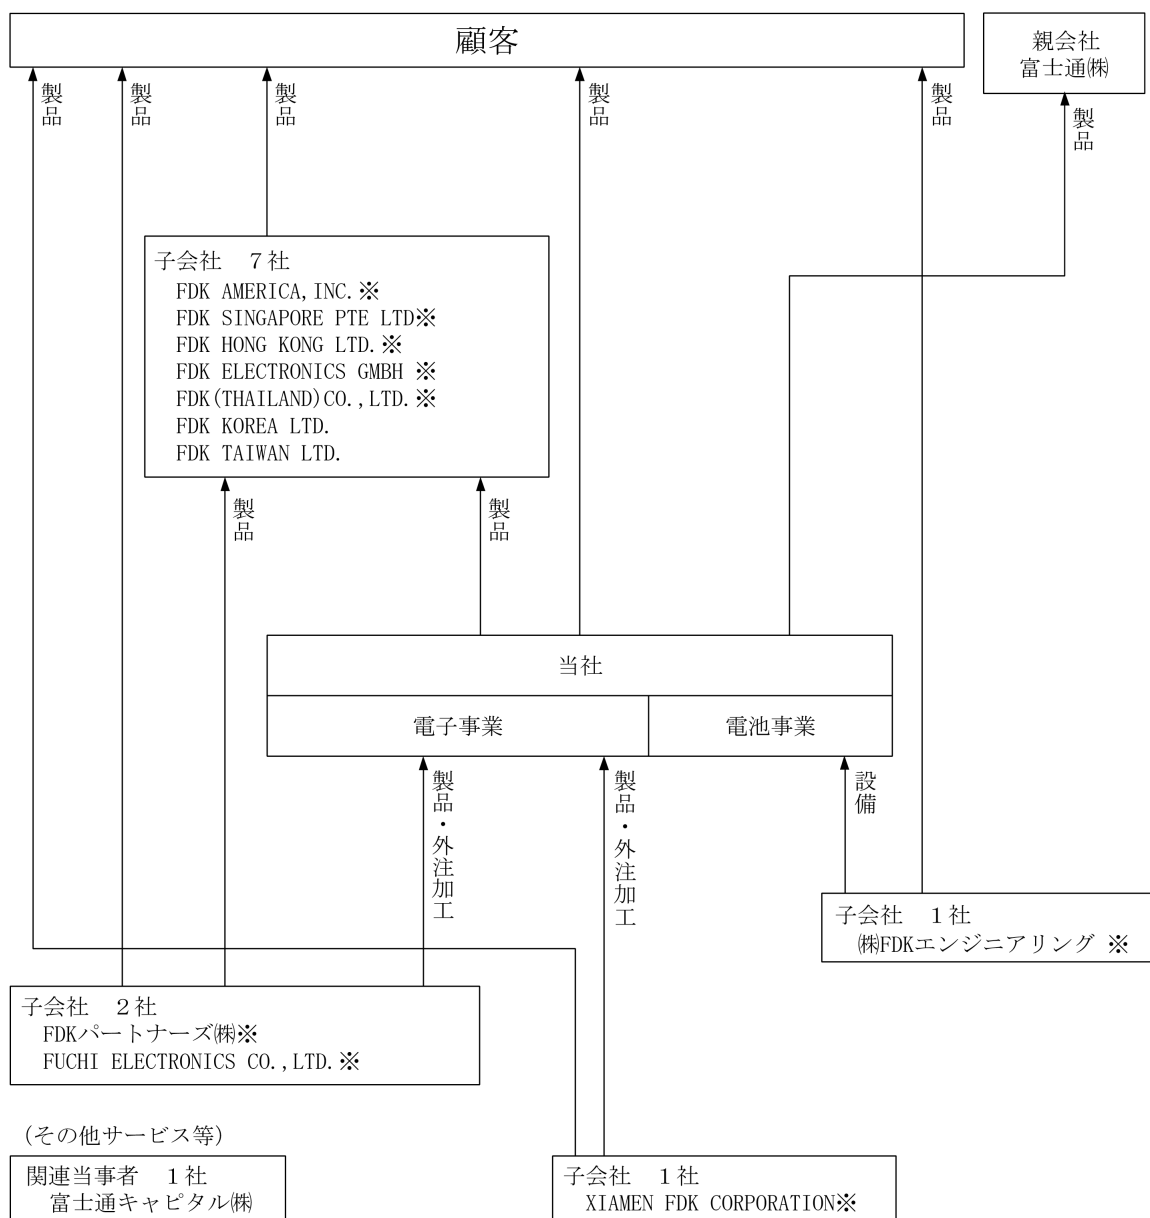 顧客
親会社
富士通㈱
製品
製品
製品
製品
製品
製品
子会社　７社
FDK AMERICA,INC.※
FDK SINGAPORE PTE LTD※
FDK HONG KONG LTD.※
FDK ELECTRONICS GMBH ※
FDK(THAILAND)CO.,LTD.※
FDK KOREA LTD.
FDK TAIWAN LTD.
製品
製品
当社
電子事業
電池事業
製品・外注加工
製品・外注加工
設備
子会社　１社
㈱FDKエンジニアリング ※
子会社　２社
FDKパートナーズ㈱※
FUCHI ELECTRONICS CO.,LTD.※
（その他サービス等）
関連当事者　１社
富士通キャピタル㈱
子会社　１社
XIAMEN FDK CORPORATION※